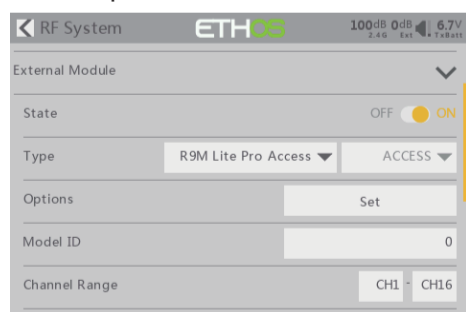 RF System ETHOS 100dB 0dB 6.7V
2.4G Ext TxBatt
External Module
State OFF ON
Type R9M Lite Pro Access ACCESS
Options Set
Model ID 0
Channel Range CH1 - CH16